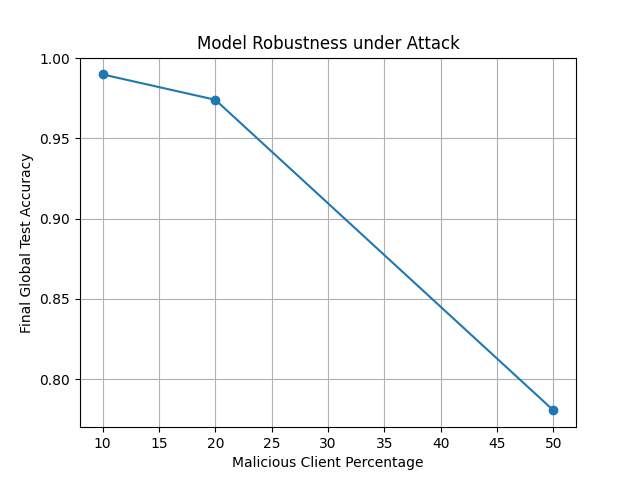 Model Robustness under Attack
1.00
0.95
0.90
0.85
0.80
Final Global Test Accuracy
10 15 20 25 30 35 40 45 50
Malicious Client Percentage